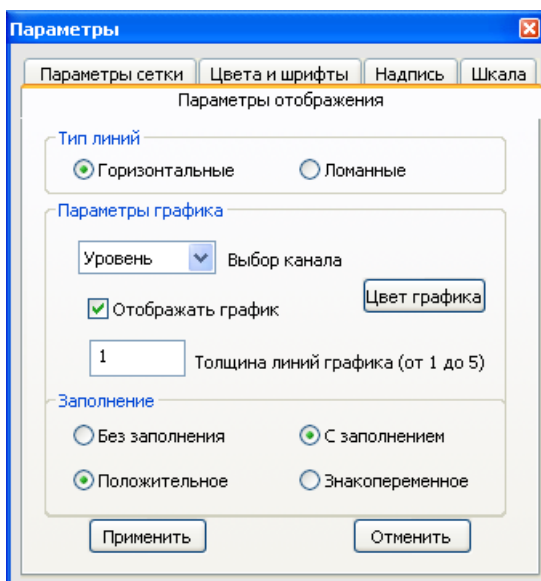 Параметры
Параметры сетки Цвета и шрифты Надпись Шкала
Параметры отображения
Тип линий
Горизонтальные Ломанные
Параметры графика
Уровень Выбор канала
Цвет графика
Отображать график
1 Толщина линий графика (от 1 до 5)
Заполнение
Без заполнения С заполнением
Положительное Знакопеременное
Применить Отменить